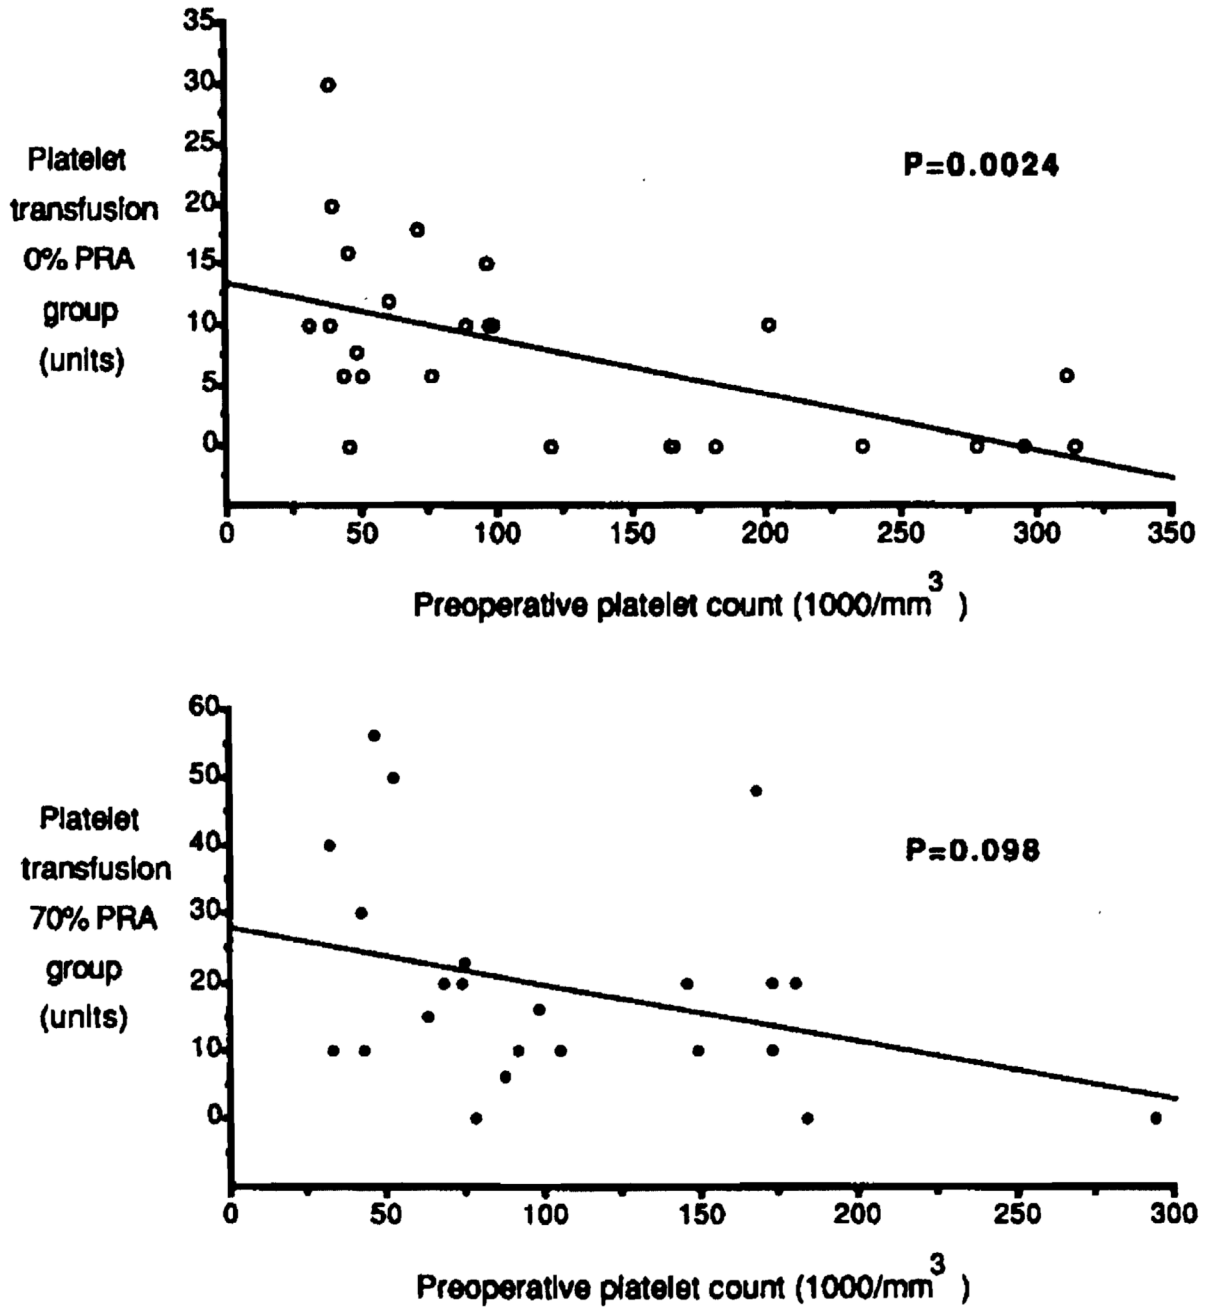 35
30
25
20
15
10
5
0
Platelet
transfusion
0% PRA
group
(units)
P=0.0024
0 50 100 150 200 250 300 350
Preoperative platelet count (1000/mm3 )
60
50
40
30
20
10
0
Platelet
transfusion
70% PRA
group
(units)
P=0.098
0 50 100 150 200 250 300
Preoperative platelet count (1000/mm3 )